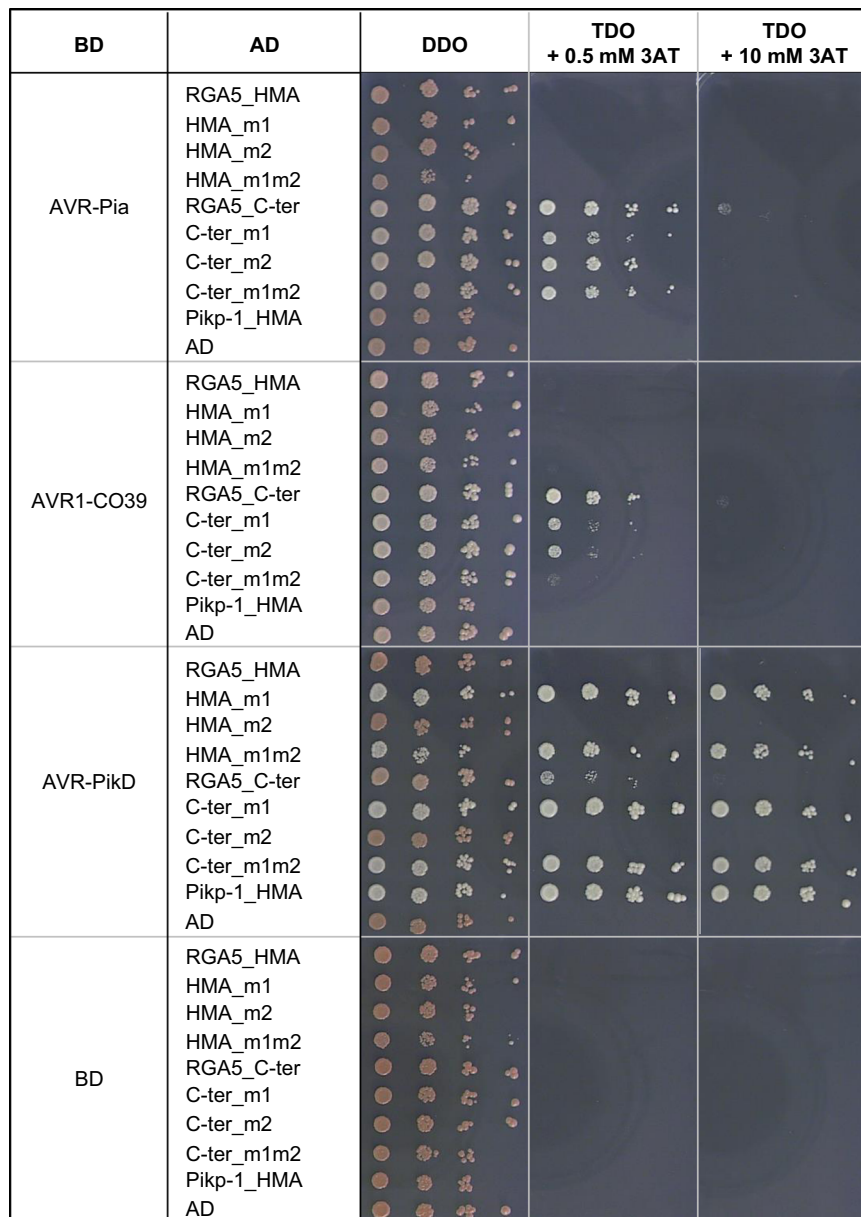 BD AD DDO TDO + 0.5 mM 3AT TDO + 10 mM 3AT
AVR-Pia
RGA5_HMA
HMA_m1
HMA_m2
HMA_m1m2
RGA5_C-ter
C-ter_m1
C-ter_m2
C-ter_m1m2
Pikp-1_HMA
AD
AVR1-CO39
RGA5_HMA
HMA_m1
HMA_m2
HMA_m1m2
RGA5_C-ter
C-ter_m1
C-ter_m2
C-ter_m1m2
Pikp-1_HMA
AD
AVR-PikD
RGA5_HMA
HMA_m1
HMA_m2
HMA_m1m2
RGA5_C-ter
C-ter_m1
C-ter_m2
C-ter_m1m2
Pikp-1_HMA
AD
BD
RGA5_HMA
HMA_m1
HMA_m2
HMA_m1m2
RGA5_C-ter
C-ter_m1
C-ter_m2
C-ter_m1m2
Pikp-1_HMA
AD